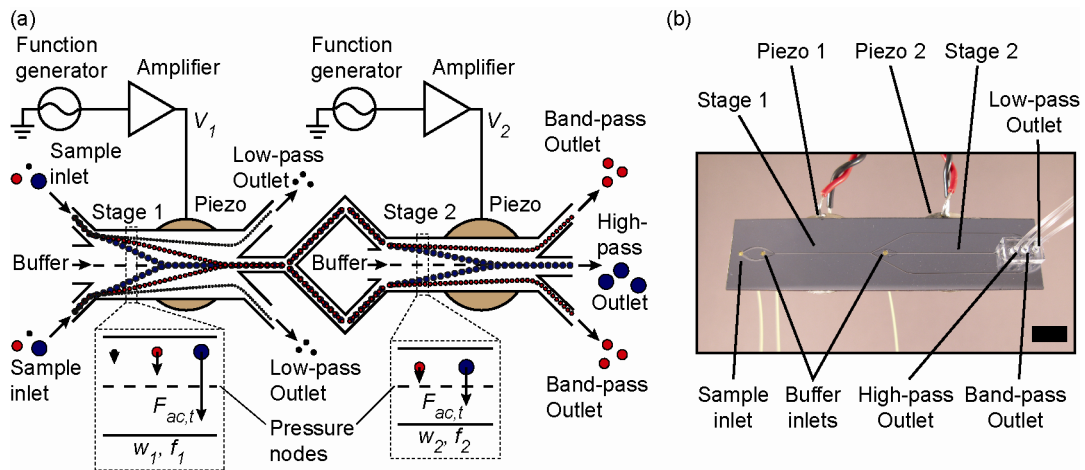 (a)
Function
generator
Amplifier
V1
Function
generator
Amplifier
V2
Sample
inlet
Stage 1
Piezo
Low-pass
Outlet
Stage 2
Piezo
Band-pass
Outlet
High-
pass
Outlet
Buffer
Buffer
Sample
inlet
Low-pass
Outlet
Band-pass
Outlet
Fac,t
w1, f1
Pressure
nodes
Fac,t
w2, f2
(b)
Piezo 1
Piezo 2
Stage 2
Stage 1
Low-pass
Outlet
Sample
inlet
Buffer
inlets
High-pass
Outlet
Band-pass
Outlet